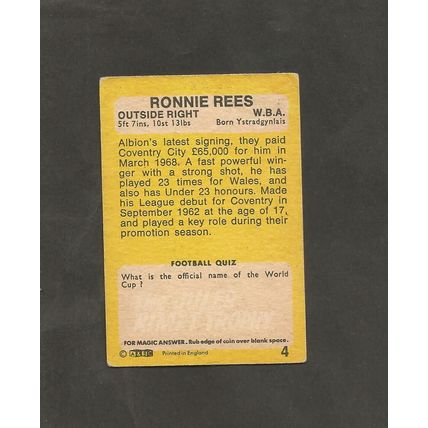 RONNIE REES
OUTSIDE RIGHT W.B.A.
5ft 7ins, 10st 13lbs Born Ystradgynlais
Albion's latest signing, they paid
Coventry City £65,000 for him in
March 1968. A fast powerful win-
ger with a strong shot, he has
played 23 times for Wales, and
also has Under 23 honours. Made
his League debut for Coventry in
September 1962 at the age of 17,
and played a key role during their
promotion season.
FOOTBALL QUIZ
What is the official name of the World
Cup ?
FOR MAGIC ANSWER. Rub edge of coin over blank space.
© A&BC Printed in England 4